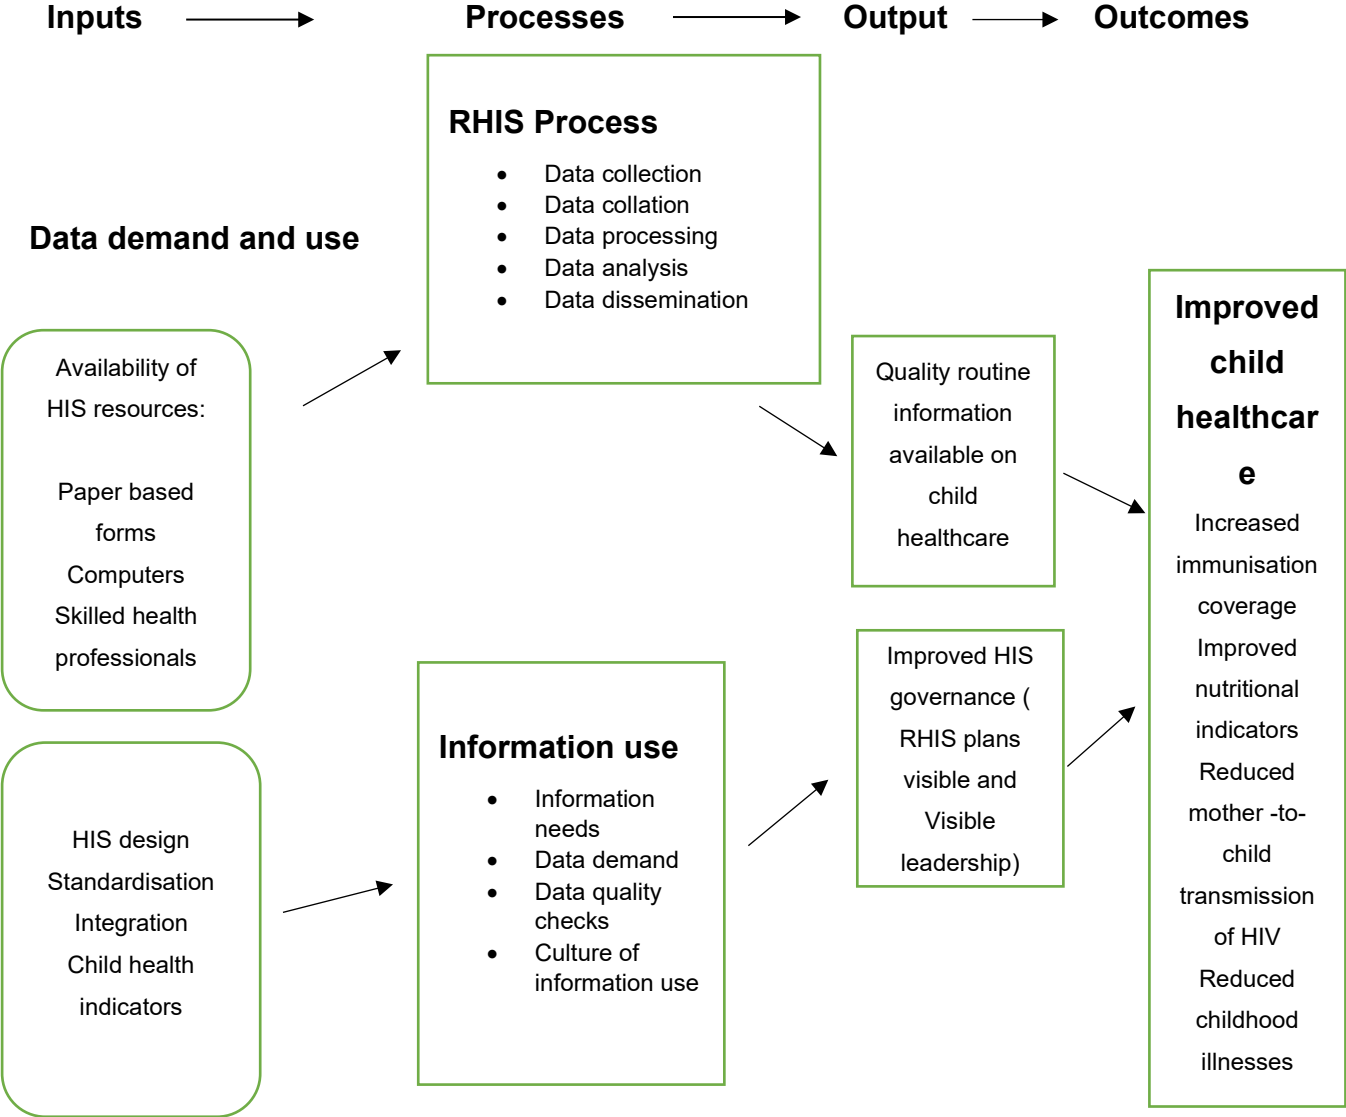 Inputs
Processes
Output
Outcomes
RHIS Process
• Data collection
• Data collation
• Data processing
• Data analysis
• Data dissemination
Data demand and use
Availability of
HIS resources:
Paper based
forms
Computers
Skilled health
professionals
HIS design
Standardisation
Integration
Child health
indicators
Information use
• Information
needs
• Data demand
• Data quality
checks
• Culture of
information use
Quality routine
information
available on
child
healthcare
Improved HIS
governance (
RHIS plans
visible and
Visible
leadership)
Improved
child
healthcar
e
Increased
immunisation
coverage
Improved
nutritional
indicators
Reduced
mother -to-
child
transmission
of HIV
Reduced
childhood
illnesses